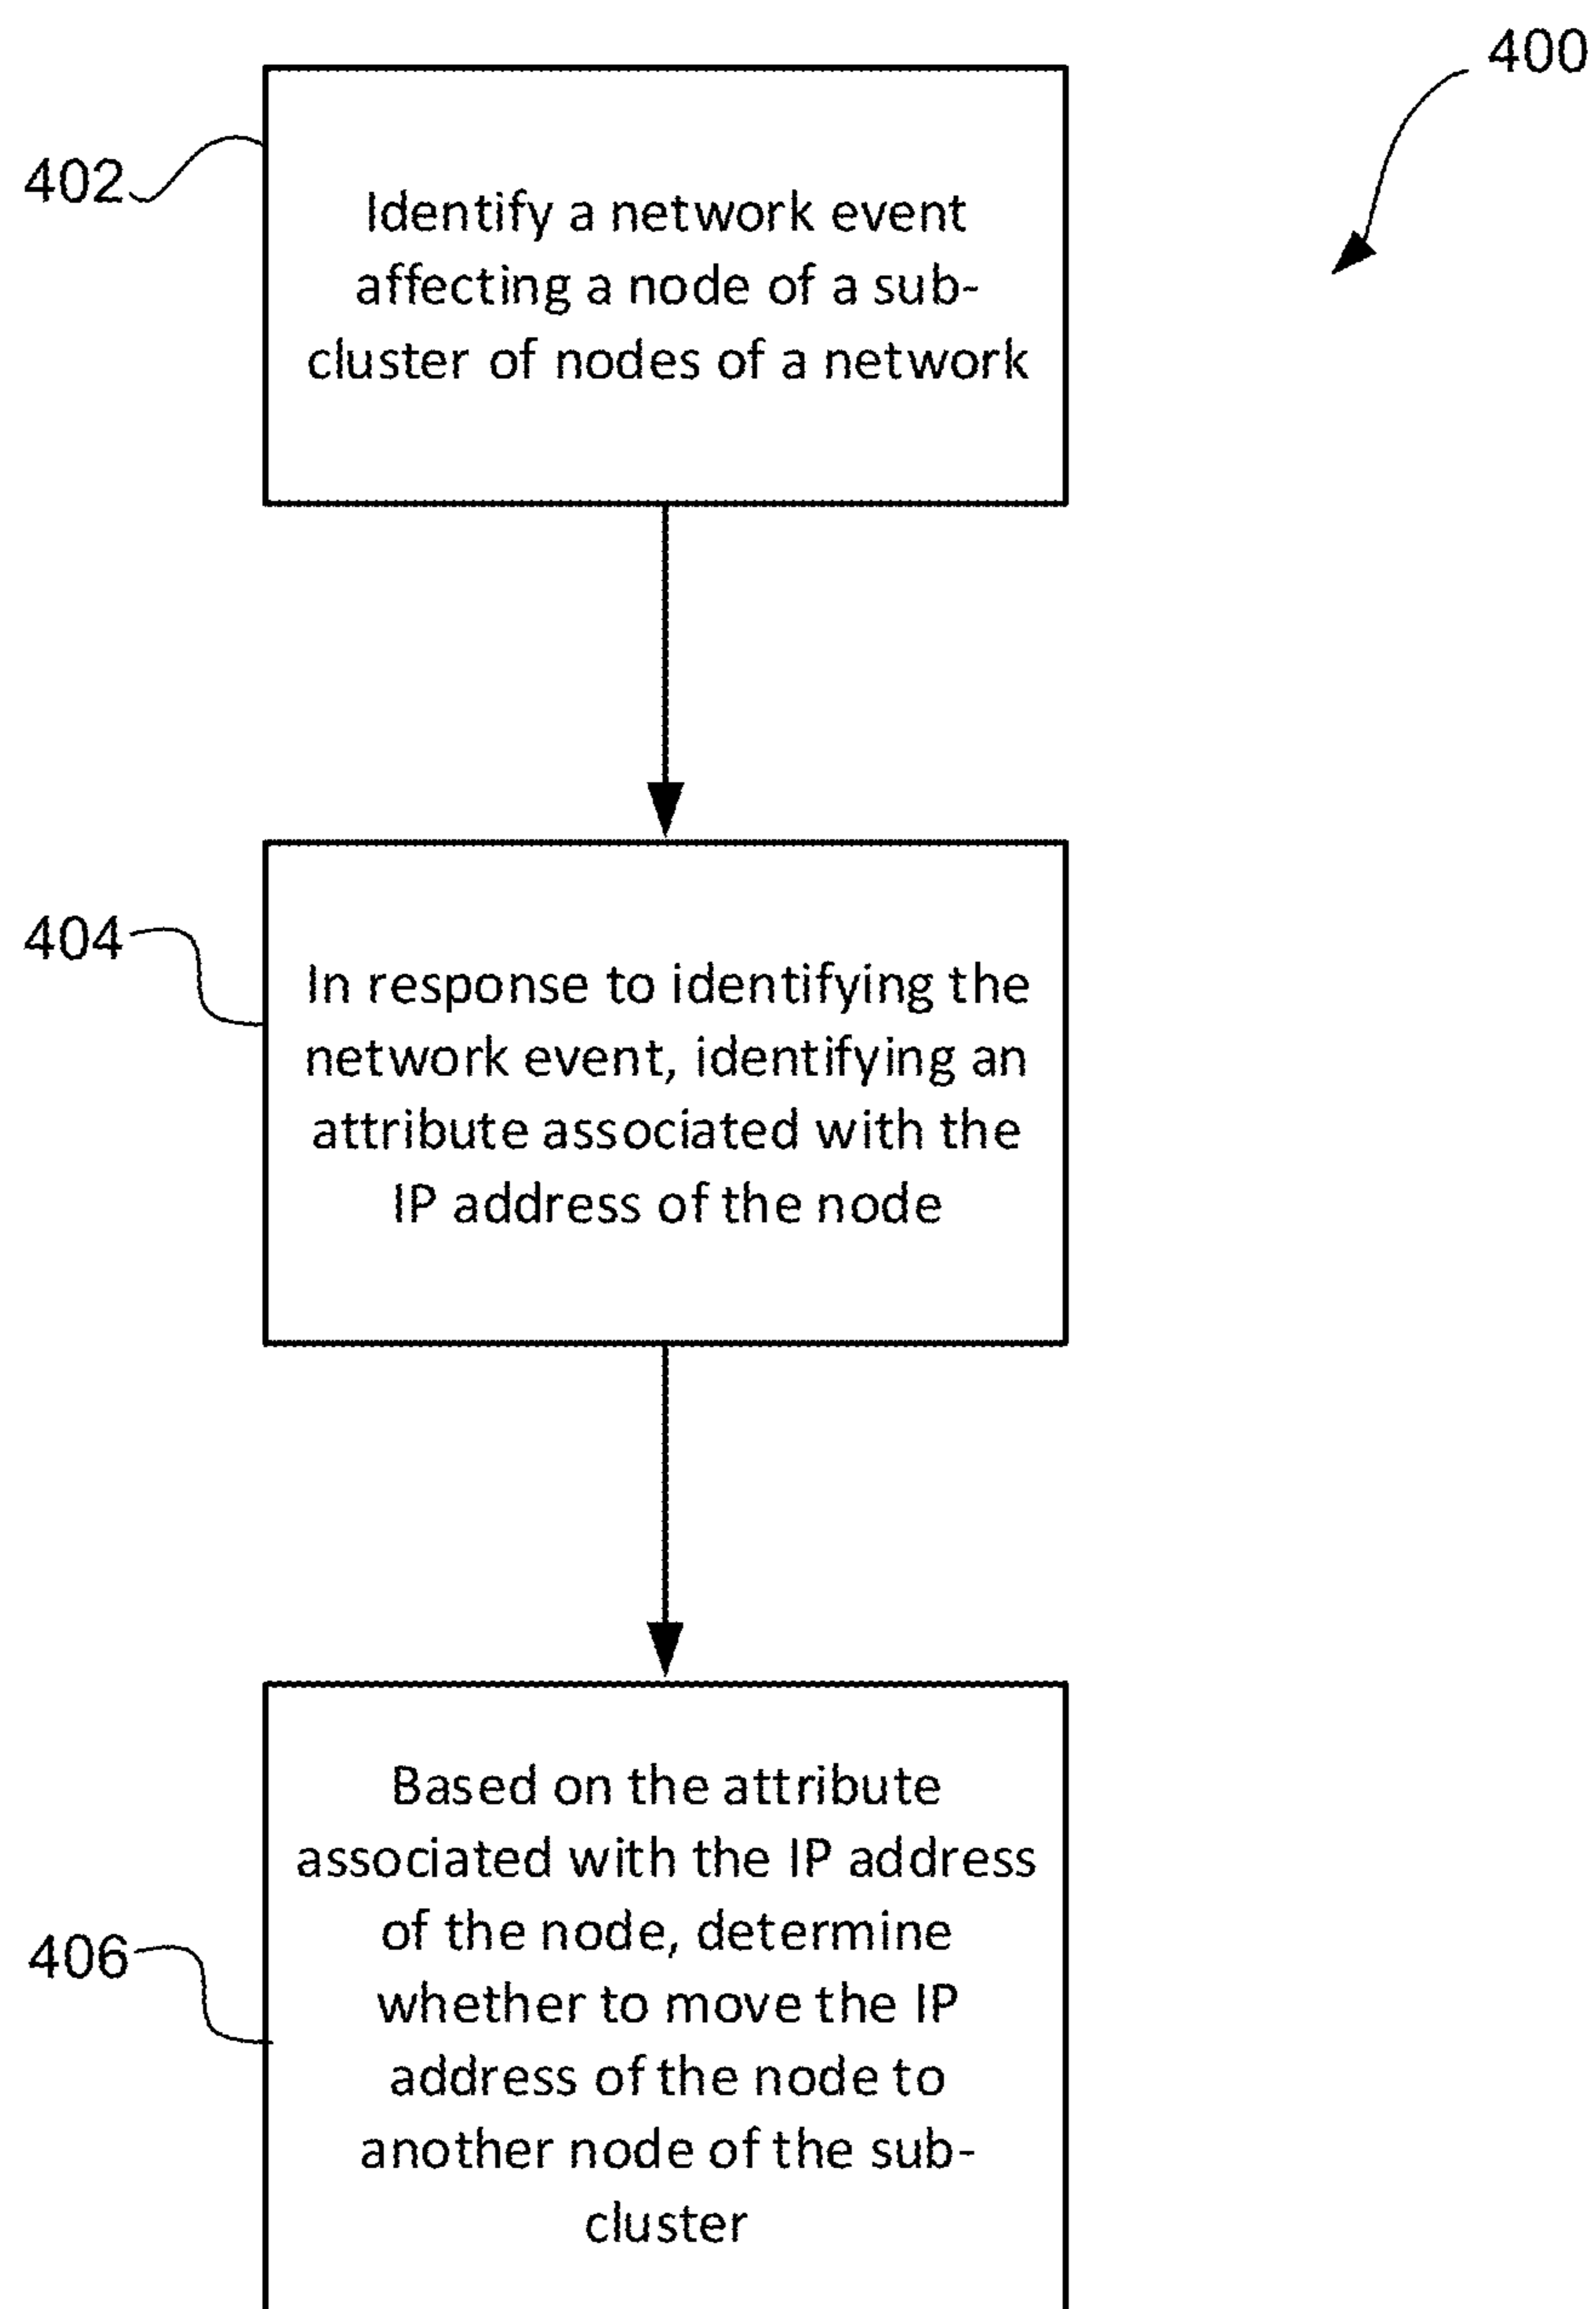 400
402
Identify a network event
affecting a node of a sub-
cluster of nodes of a network
404
In response to identifying the
network event, identifying an
attribute associated with the
IP address of the node
406
Based on the attribute
associated with the IP address
of the node, determine
whether to move the IP
address of the node to
another node of the sub-
cluster